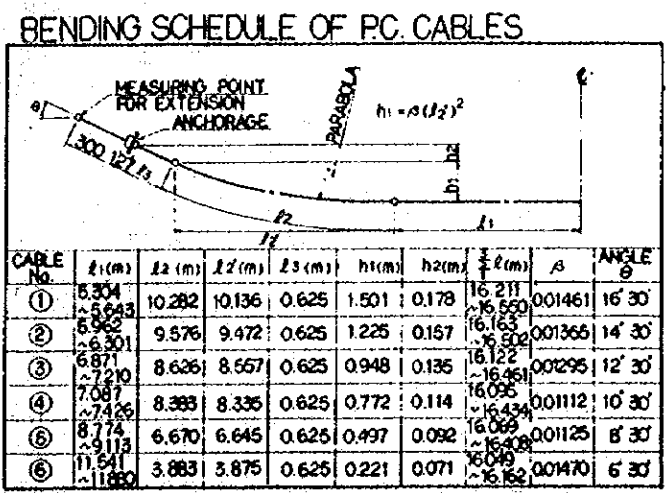 BENDING SCHEDULE OF P.C. CABLES
MEASURING POINT
FOR EXTENSION
ANCHORAGE
PARABOLA
h1 = β(ℓ2')²
θ
300 127 ℓ3
h2
h1
ℓ2
ℓ2'
ℓ1
CABLE No. ℓ1(m) ℓ2(m) ℓ2'(m) ℓ3(m) h1(m) h2(m) ℓ(m) β ANGLE θ
① 5.304 ~5.643 10.282 10.136 0.625 1.501 0.178 16.211 ~16.550 0.01461 16° 30'
② 5.962 ~6.301 9.576 9.472 0.625 1.225 0.157 16.163 ~16.502 0.01365 14° 30'
③ 6.871 ~7.210 8.626 8.557 0.625 0.948 0.135 16.122 ~16.461 0.01295 12° 30'
④ 7.087 ~7.426 8.383 8.335 0.625 0.772 0.114 16.095 ~16.434 0.01112 10° 30'
⑤ 8.774 ~9.113 6.670 6.645 0.625 0.497 0.092 16.069 ~16.408 0.01125 8° 30'
⑥ 11.541 ~11.880 3.883 3.875 0.625 0.221 0.071 16.049 ~16.162 0.01470 6° 30'